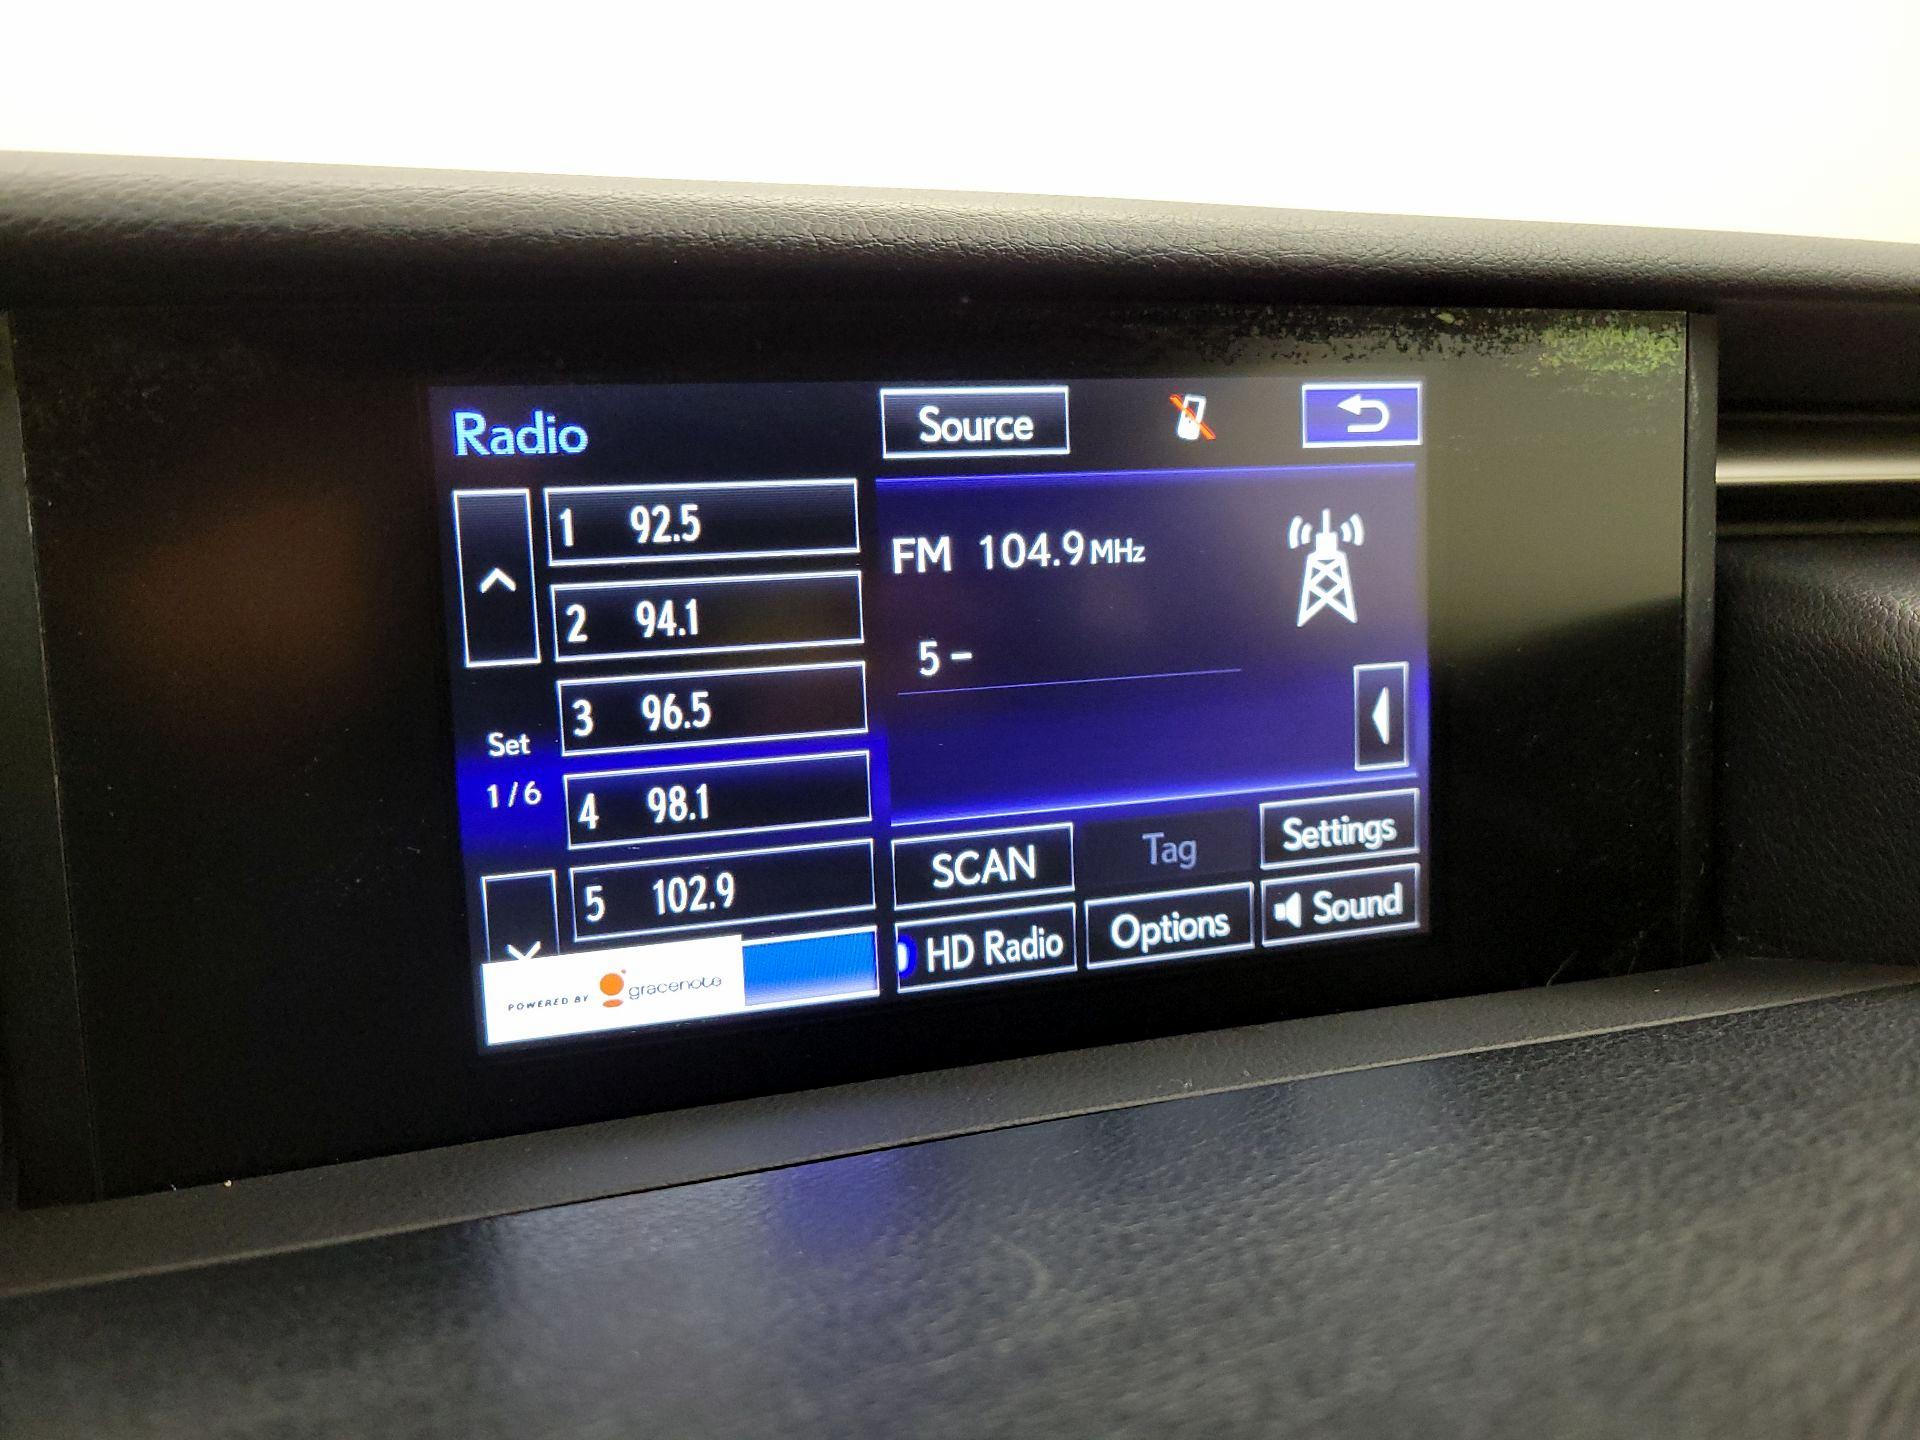 Radio
Source
1 92.5
2 94.1
3 96.5
4 98.1
5 102.9
Set
1/6
FM 104.9 MHz
5 –
SCAN
Tag
Settings
HD Radio
Options
Sound
POWERED BY gracenote